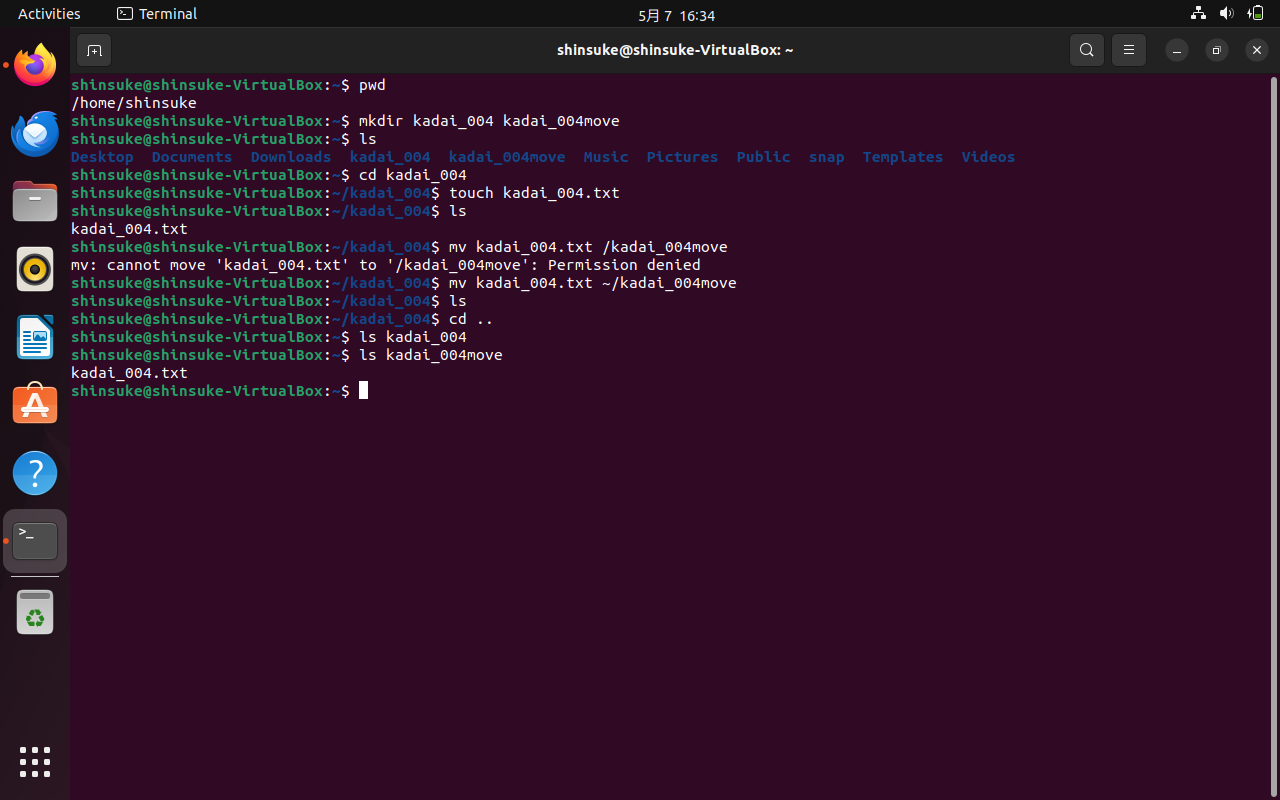 Activities Terminal 5月 7 16:34
shinsuke@shinsuke-VirtualBox: ~
shinsuke@shinsuke-VirtualBox:~$ pwd
/home/shinsuke
shinsuke@shinsuke-VirtualBox:~$ mkdir kadai_004 kadai_004move
shinsuke@shinsuke-VirtualBox:~$ ls
Desktop Documents Downloads kadai_004 kadai_004move Music Pictures Public snap Templates Videos
shinsuke@shinsuke-VirtualBox:~$ cd kadai_004
shinsuke@shinsuke-VirtualBox:~/kadai_004$ touch kadai_004.txt
shinsuke@shinsuke-VirtualBox:~/kadai_004$ ls
kadai_004.txt
shinsuke@shinsuke-VirtualBox:~/kadai_004$ mv kadai_004.txt /kadai_004move
mv: cannot move 'kadai_004.txt' to '/kadai_004move': Permission denied
shinsuke@shinsuke-VirtualBox:~/kadai_004$ mv kadai_004.txt ~/kadai_004move
shinsuke@shinsuke-VirtualBox:~/kadai_004$ ls
shinsuke@shinsuke-VirtualBox:~/kadai_004$ cd ..
shinsuke@shinsuke-VirtualBox:~$ ls kadai_004
shinsuke@shinsuke-VirtualBox:~$ ls kadai_004move
kadai_004.txt
shinsuke@shinsuke-VirtualBox:~$